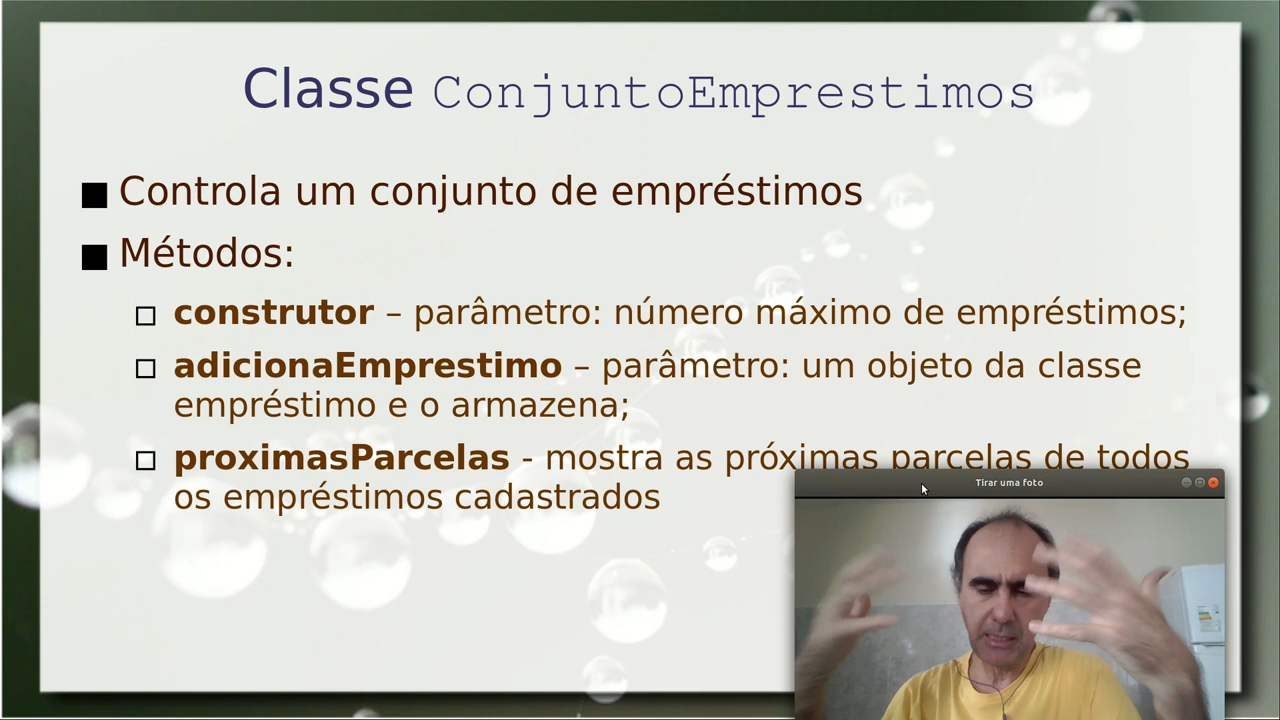 Classe ConjuntoEmprestimos
Controla um conjunto de empréstimos
Métodos:
construtor – parâmetro: número máximo de empréstimos;
adicionaEmprestimo – parâmetro: um objeto da classe
empréstimo e o armazena;
proximasParcelas - mostra as próximas parcelas de todos
os empréstimos cadastrados
Tirar uma foto